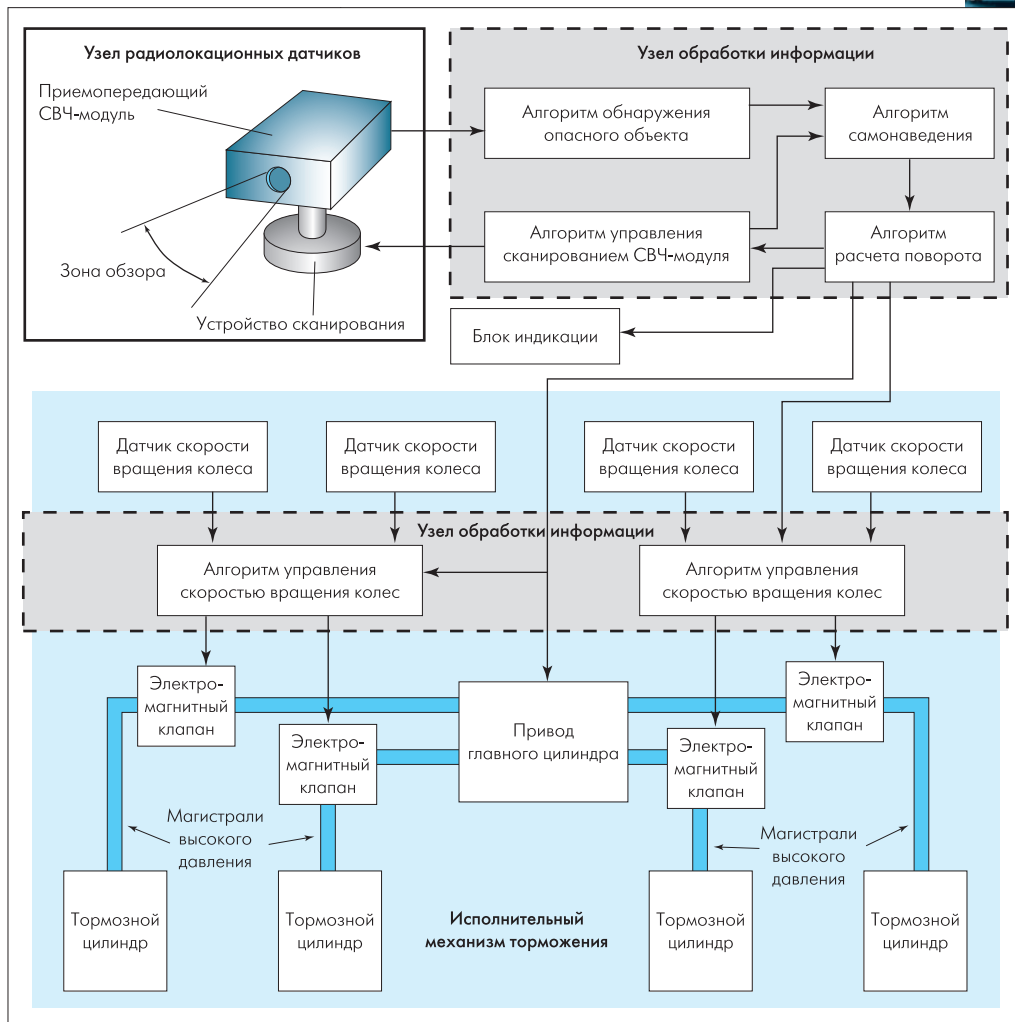 Узел радиолокационных датчиков
Приемопередающий
СВЧ-модуль
Зона обзора
Устройство сканирования
Узел обработки информации
Алгоритм обнаружения
опасного объекта
Алгоритм
самонаведения
Алгоритм управления
сканированием СВЧ-модуля
Алгоритм
расчета поворота
Блок индикации
Датчик скорости
вращения колеса
Датчик скорости
вращения колеса
Датчик скорости
вращения колеса
Датчик скорости
вращения колеса
Узел обработки информации
Алгоритм управления
скоростью вращения колес
Алгоритм управления
скоростью вращения колес
Электро-
магнитный
клапан
Электро-
магнитный
клапан
Привод
главного цилиндра
Электро-
магнитный
клапан
Электро-
магнитный
клапан
Магистрали
высокого
давления
Магистрали
высокого
давления
Тормозной
цилиндр
Тормозной
цилиндр
Исполнительный
механизм торможения
Тормозной
цилиндр
Тормозной
цилиндр